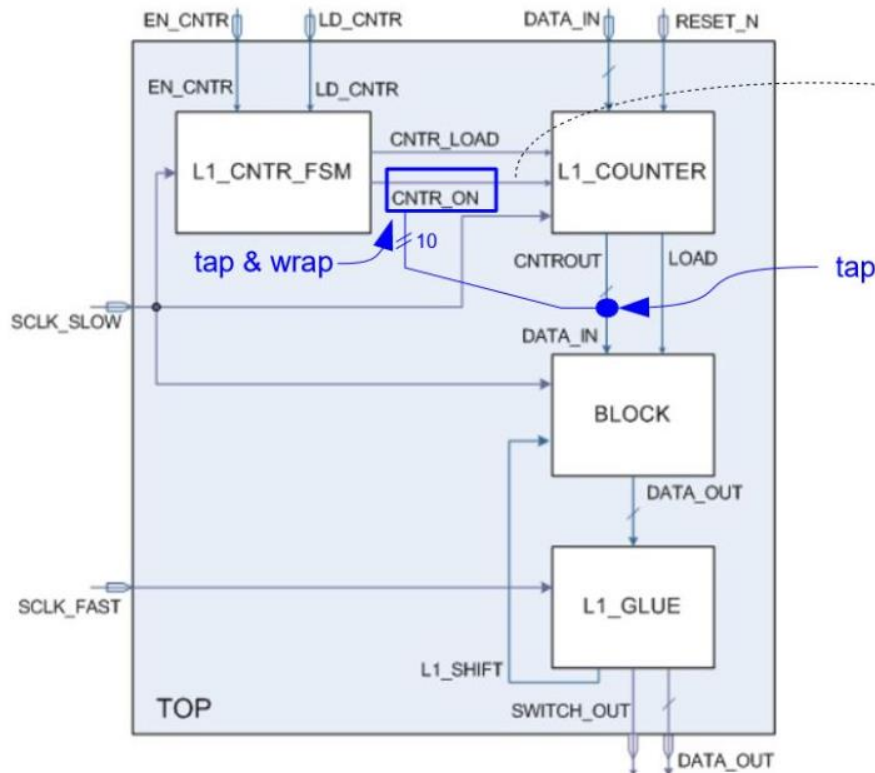 EN_CNTR
LD_CNTR
DATA_IN
RESET_N
EN_CNTR
LD_CNTR
CNTR_LOAD
L1_CNTR_FSM
L1_COUNTER
CNTR_ON
10
tap & wrap
CNTROUT
LOAD
tap
SCLK_SLOW
DATA_IN
BLOCK
DATA_OUT
SCLK_FAST
L1_GLUE
L1_SHIFT
TOP
SWITCH_OUT
DATA_OUT